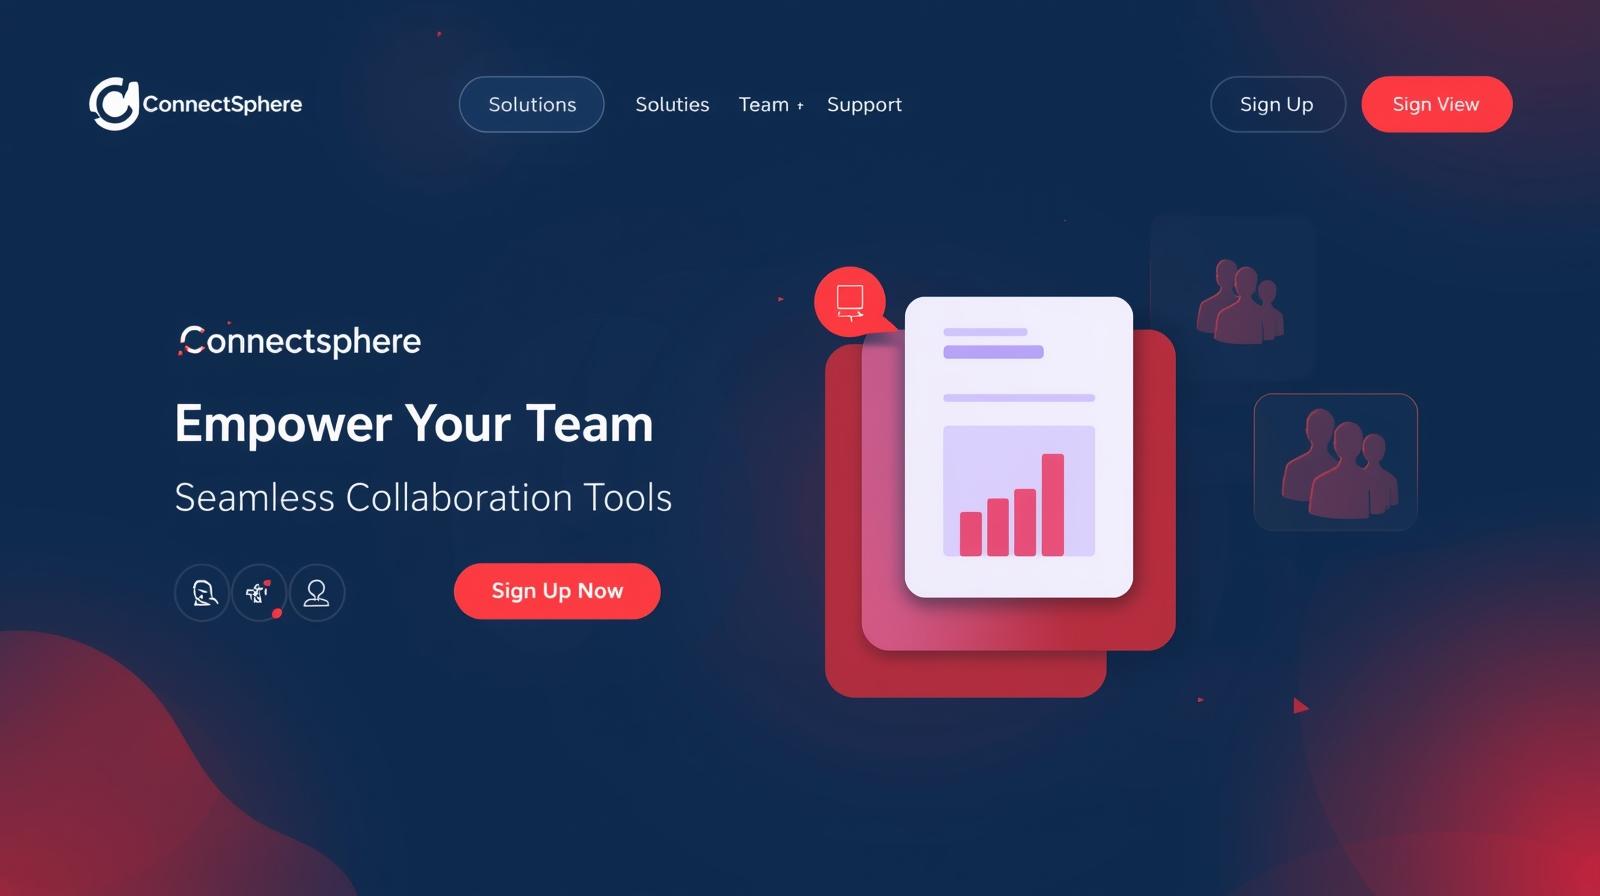 ConnectSphere
Solutions Soluties Team Support
Sign Up Sign View
Connectsphere
Empower Your Team
Seamless Collaboration Tools
Sign Up Now